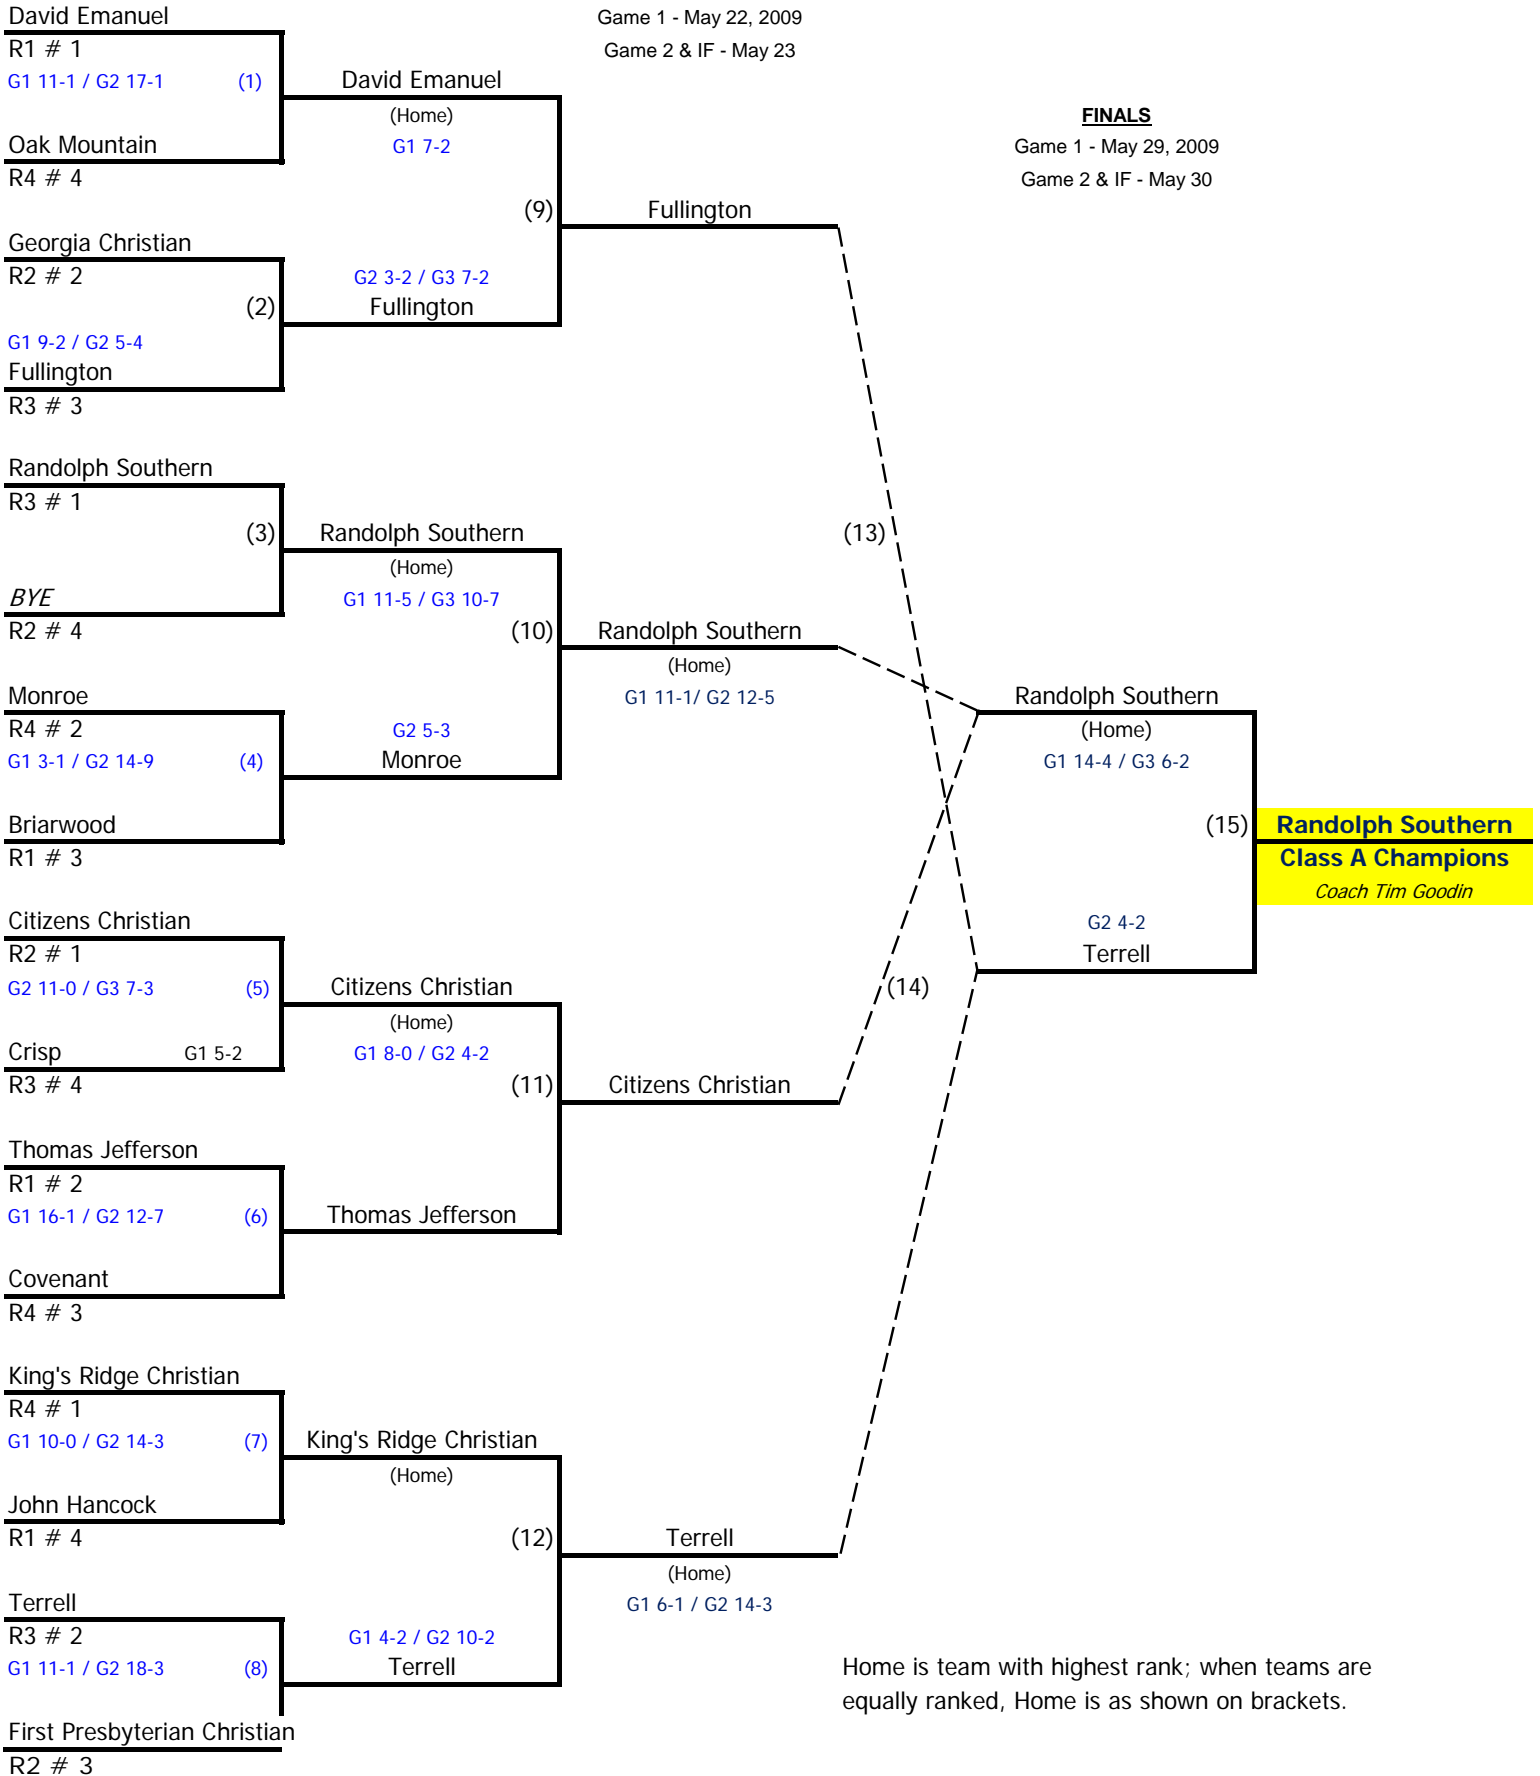 David Emanuel
R1 # 1
G1 11-1 / G2 17-1 (1)
Oak Mountain
R4 # 4
Georgia Christian
R2 # 2
(2)
G1 9-2 / G2 5-4
Fullington
R3 # 3
Randolph Southern
R3 # 1
(3)
BYE
R2 # 4
Monroe
R4 # 2
G1 3-1 / G2 14-9 (4)
Briarwood
R1 # 3
Citizens Christian
R2 # 1
G2 11-0 / G3 7-3 (5)
Crisp G1 5-2
R3 # 4
Thomas Jefferson
R1 # 2
G1 16-1 / G2 12-7 (6)
Covenant
R4 # 3
King's Ridge Christian
R4 # 1
G1 10-0 / G2 14-3 (7)
John Hancock
R1 # 4
Terrell
R3 # 2
G1 11-1 / G2 18-3 (8)
First Presbyterian Christian
R2 # 3
David Emanuel
(Home)
G1 7-2
(9)
G2 3-2 / G3 7-2
Fullington
Randolph Southern
(Home)
G1 11-5 / G3 10-7
(10)
G2 5-3
Monroe
Citizens Christian
(Home)
G1 8-0 / G2 4-2
(11)
Thomas Jefferson
King's Ridge Christian
(Home)
(12)
G1 4-2 / G2 10-2
Terrell
Game 1 - May 22, 2009
Game 2 & IF - May 23
Fullington
(13)
Randolph Southern
(Home)
G1 11-1/ G2 12-5
Citizens Christian
(14)
Terrell
(Home)
G1 6-1 / G2 14-3
FINALS
Game 1 - May 29, 2009
Game 2 & IF - May 30
Randolph Southern
(Home)
G1 14-4 / G3 6-2
(15)
G2 4-2
Terrell
Randolph Southern
Class A Champions
Coach Tim Goodin
Home is team with highest rank; when teams are
equally ranked, Home is as shown on brackets.